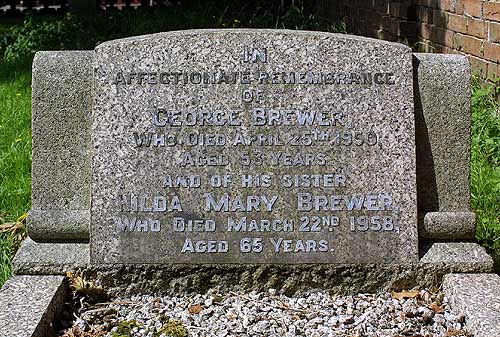 IN
AFFECTIONATE REMEMBRANCE
OF
GEORGE BREWER
WHO DIED APRIL 25TH 1956,
AGED 53 YEARS.
AND OF HIS SISTER
HILDA MARY BREWER,
WHO DIED MARCH 22ND 1958,
AGED 65 YEARS.